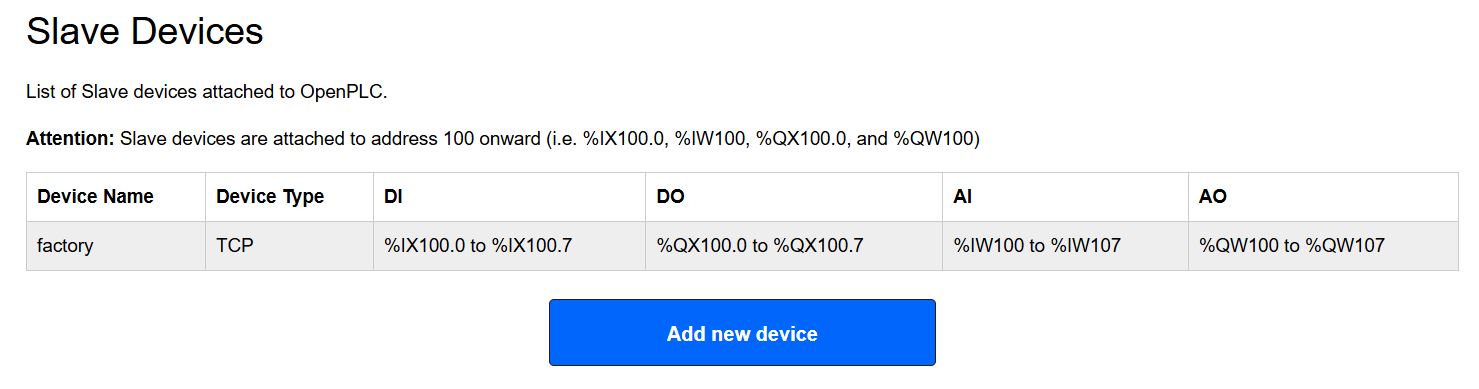 Slave Devices
List of Slave devices attached to OpenPLC.
Attention: Slave devices are attached to address 100 onward (i.e. %IX100.0, %IW100, %QX100.0, and %QW100)
Device Name Device Type DI DO AI AO
factory TCP %IX100.0 to %IX100.7 %QX100.0 to %QX100.7 %IW100 to %IW107 %QW100 to %QW107
Add new device